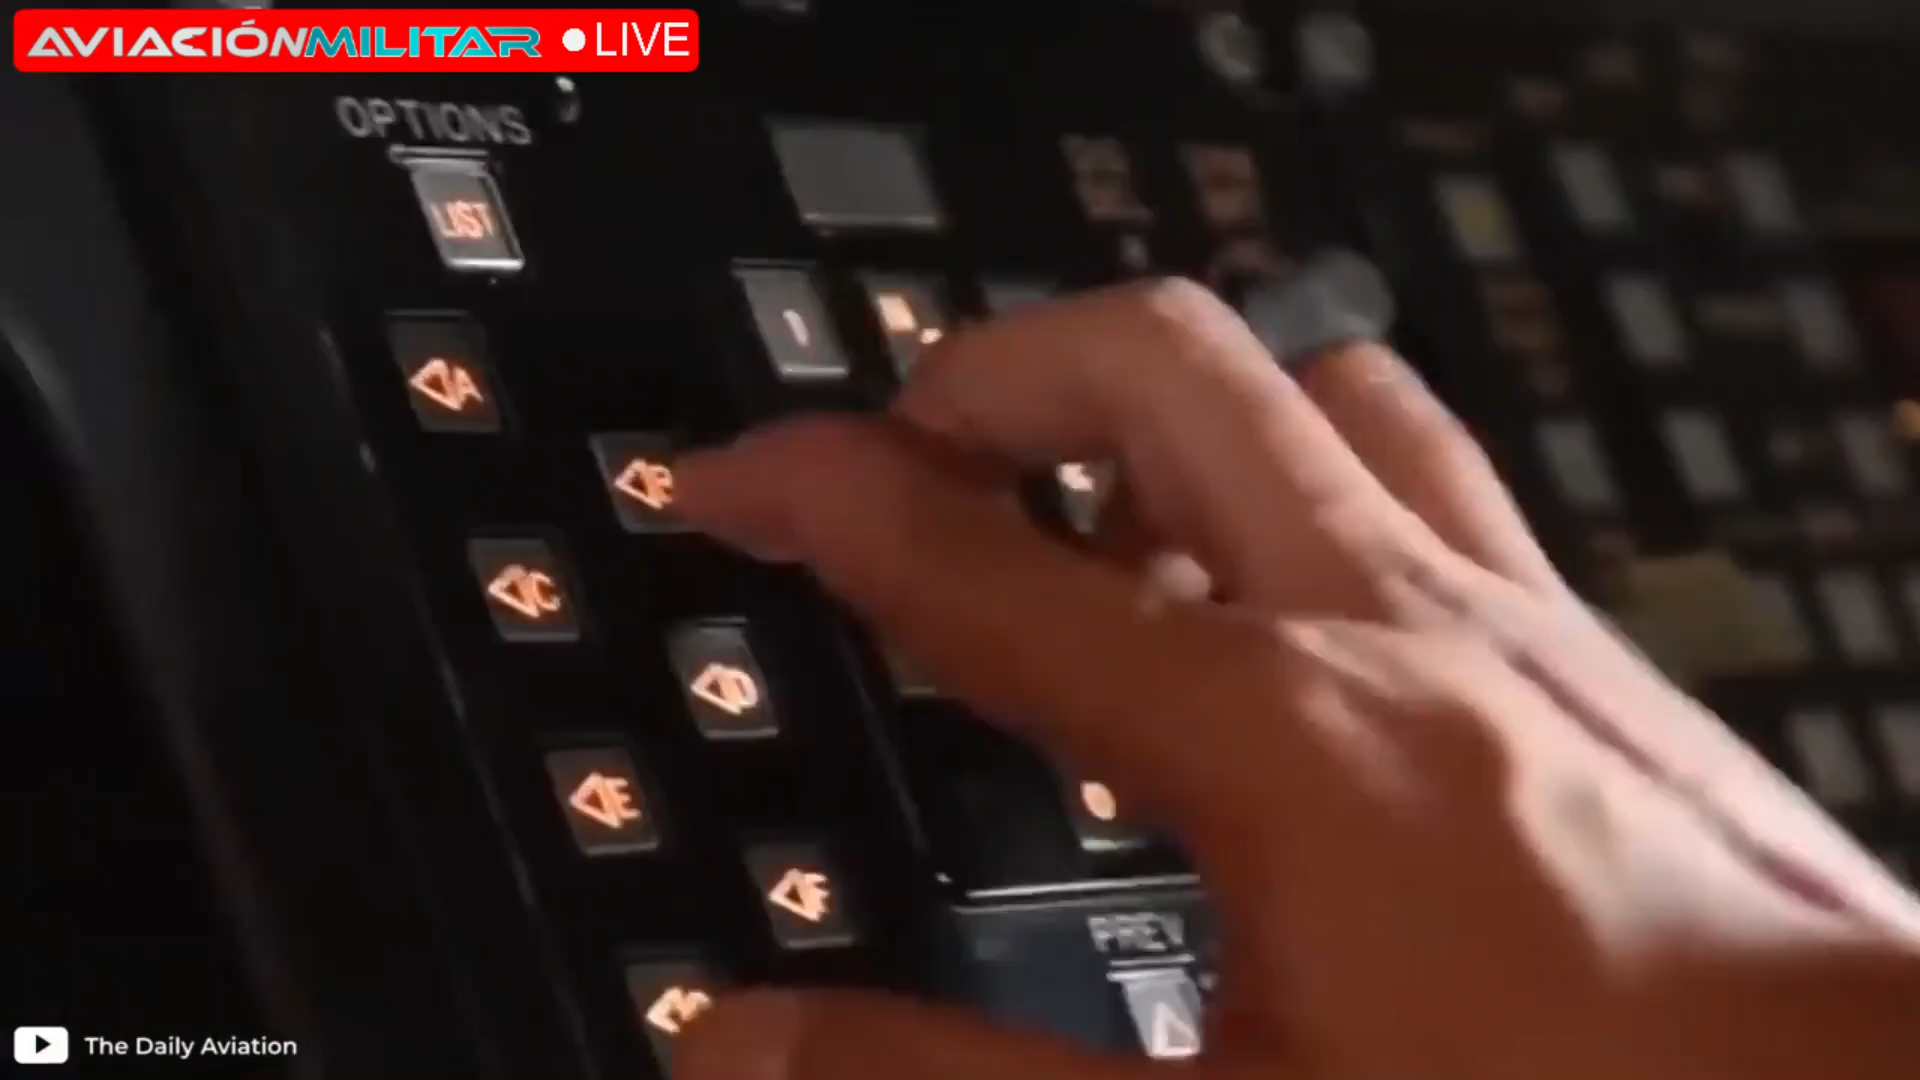 AVIACIÓNMILITAR ●LIVE
OPTIONS
LIST
1
A
C
D
E
F
PREV
The Daily Aviation